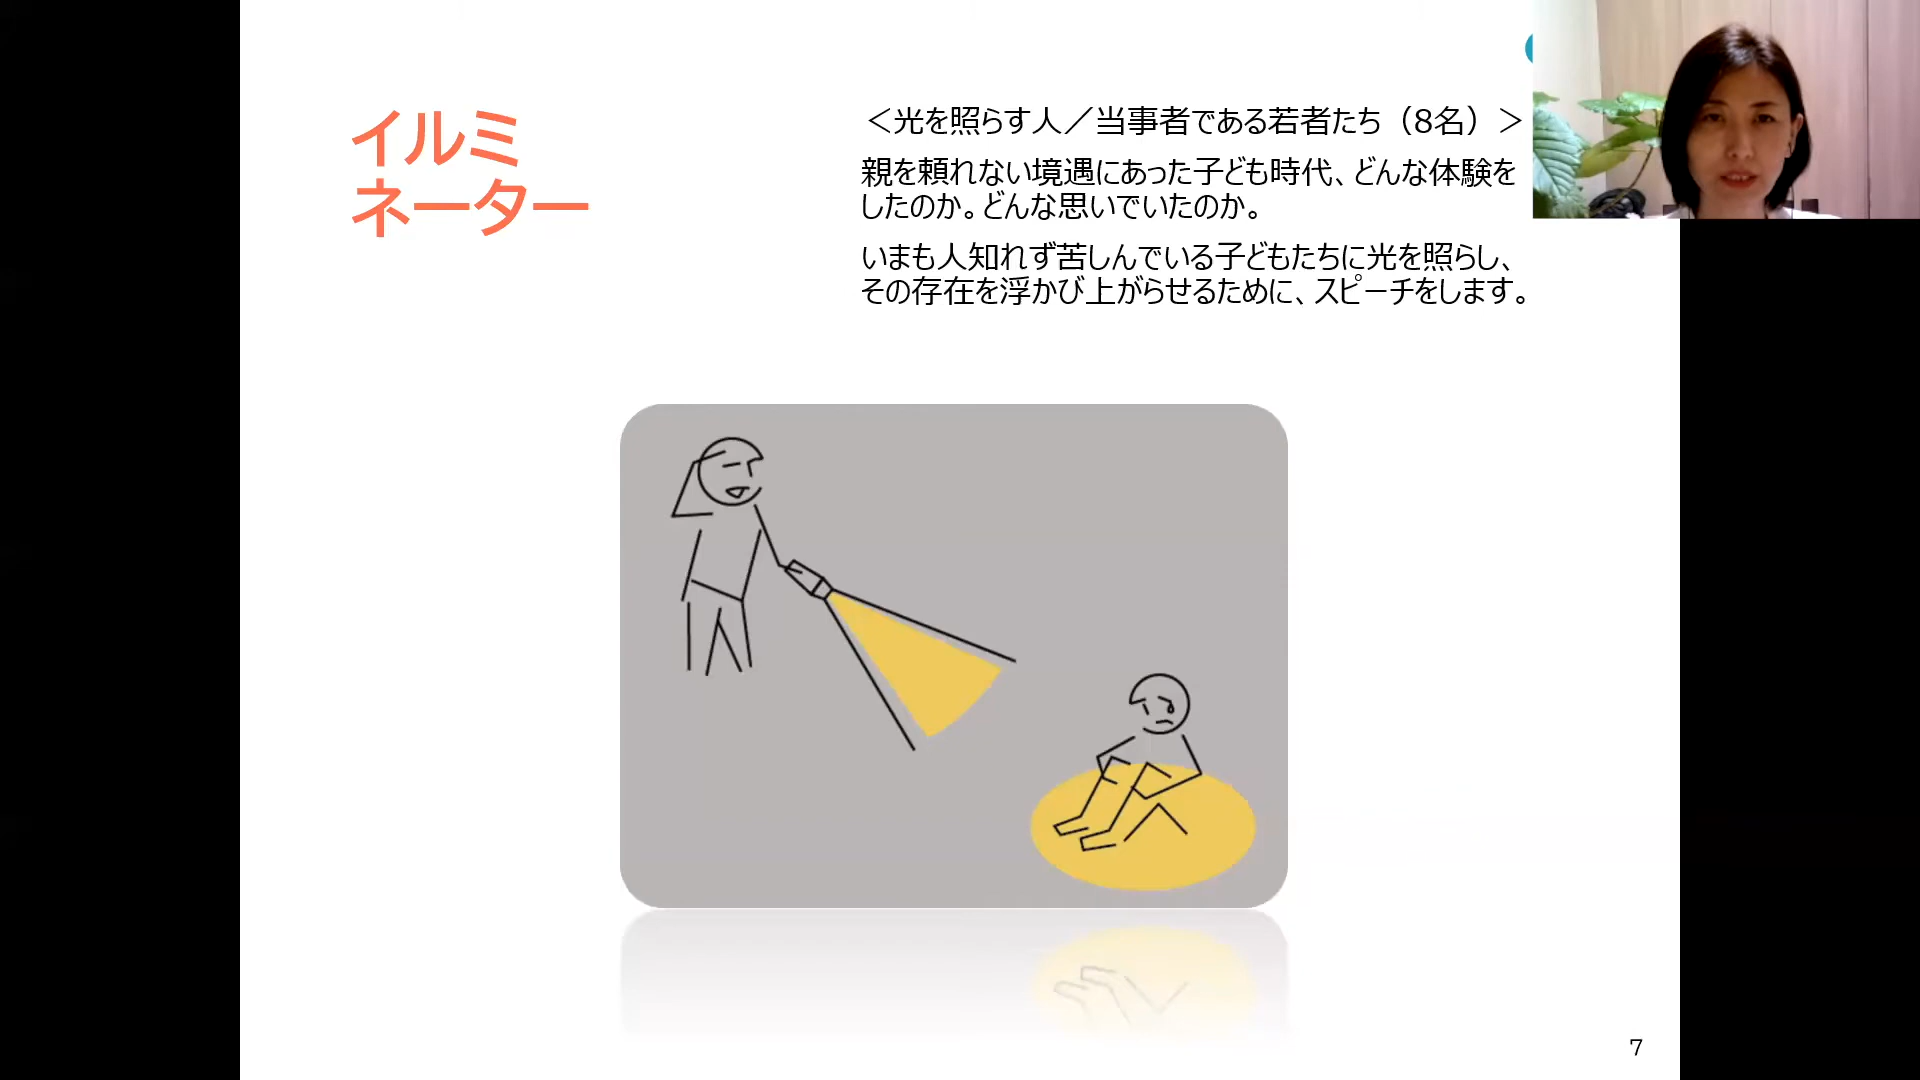 イルミ
ネーター
＜光を照らす人／当事者である若者たち（8名）＞
親を頼れない境遇にあった子ども時代、どんな体験を
したのか。どんな思いでいたのか。
いまも人知れず苦しんでいる子どもたちに光を照らし、
その存在を浮かび上がらせるために、スピーチをします。
7